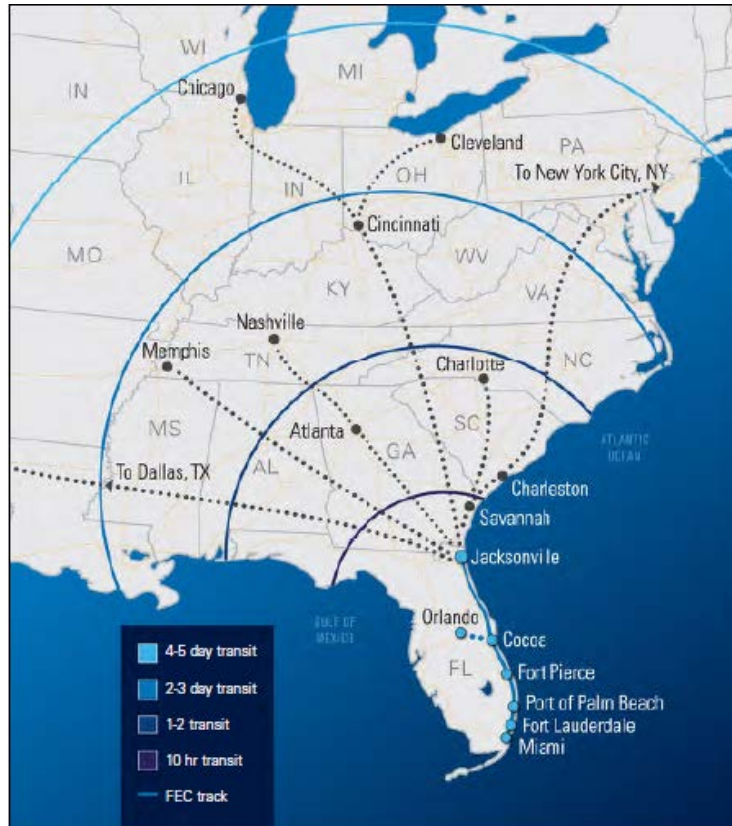 WI
MI
IN
Chicago
Cleveland
PA
To New York City, NY
IL
IN
OH
Cincinnati
MO
WV
KY
VA
Nashville
Memphis
TN
Charlotte
NC
MS
Atlanta
SC
GA
AL
ATLANTIC
OCEAN
To Dallas, TX
Charleston
Savannah
Jacksonville
Orlando
GULF OF
MEXICO
Cocoa
FL
Fort Pierce
Port of Palm Beach
Fort Lauderdale
Miami
4-5 day transit
2-3 day transit
1-2 transit
10 hr transit
FEC track